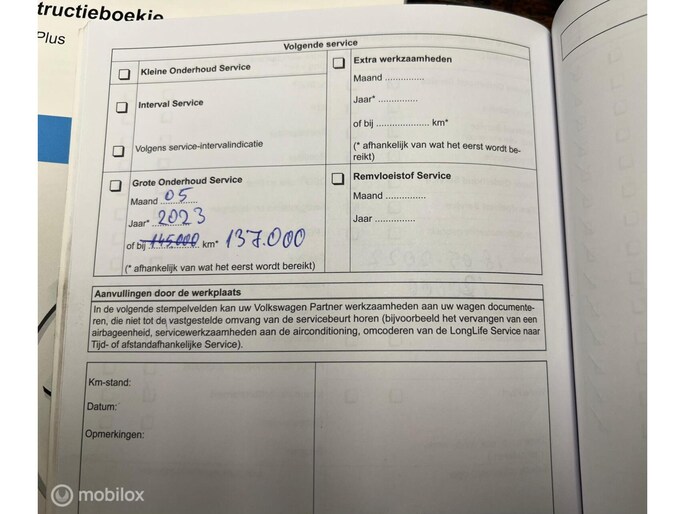 tructieboekje
Plus
Volgende service
Kleine Onderhoud Service
Interval Service
Volgens service-intervalindicatie
Grote Onderhoud Service
Maand 05
Jaar* 2023
of bij 145.000 km* 137.000
(* afhankelijk van wat het eerst wordt bereikt)
Extra werkzaamheden
Maand ..............
Jaar* ..............
of bij .................... km*
(* afhankelijk van wat het eerst wordt be-
reikt)
Remvloeistof Service
Maand ..............
Jaar ..............
Aanvullingen door de werkplaats
In de volgende stempelvelden kan uw Volkswagen Partner werkzaamheden aan uw wagen documente-
ren, die niet tot de vastgestelde omvang van de servicebeurt horen (bijvoorbeeld het vervangen van een
airbageenheid, servicewerkzaamheden aan de airconditioning, omcoderen van de LongLife Service naar
Tijd- of afstandafhankelijke Service).
Km-stand:
Datum:
Opmerkingen:
mobilox